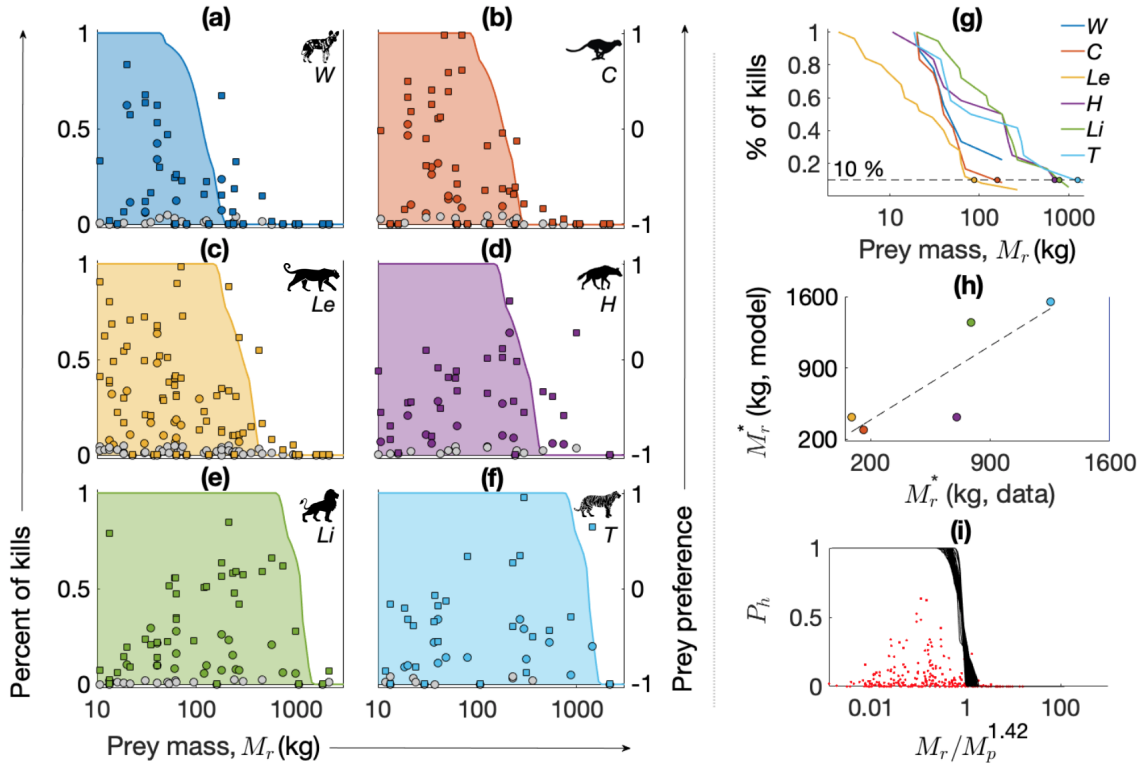 (a)
1
0.5
0
W
(b)
1
0
-1
C
(c)
1
0.5
0
Le
(d)
1
0
-1
H
(e)
1
0.5
0
Li
10 100 1000
(f)
1
0
-1
T
10 100 1000
Percent of kills
Prey preference
Prey mass, M_r (kg)
(g)
1
0.8
0.6
0.4
0.2
10 %
W
C
Le
H
Li
T
% of kills
10 100 1000
Prey mass, M_r (kg)
(h)
1600
900
200
M_r^* (kg, model)
200 900 1600
M_r^* (kg, data)
(i)
1
0.5
0
P_h
0.01 1 100
M_r/M_p^1.42